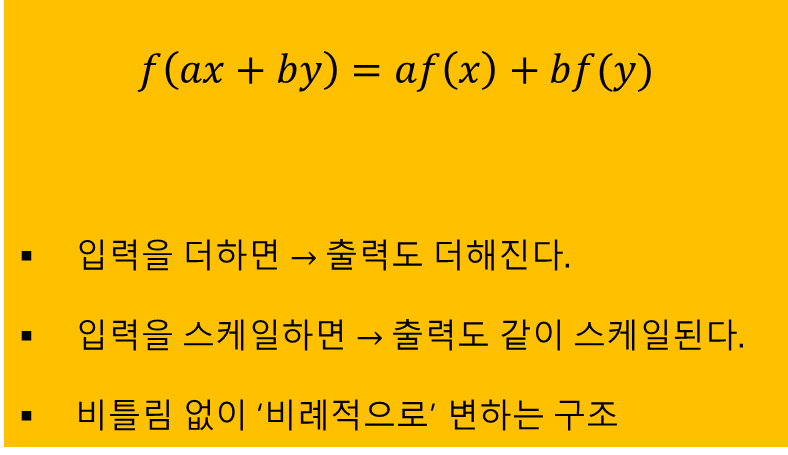 f(ax + by) = af(x) + bf(y)
▪ 입력을 더하면 → 출력도 더해진다.
▪ 입력을 스케일하면 → 출력도 같이 스케일된다.
▪ 비틀림 없이 ‘비례적으로’ 변하는 구조